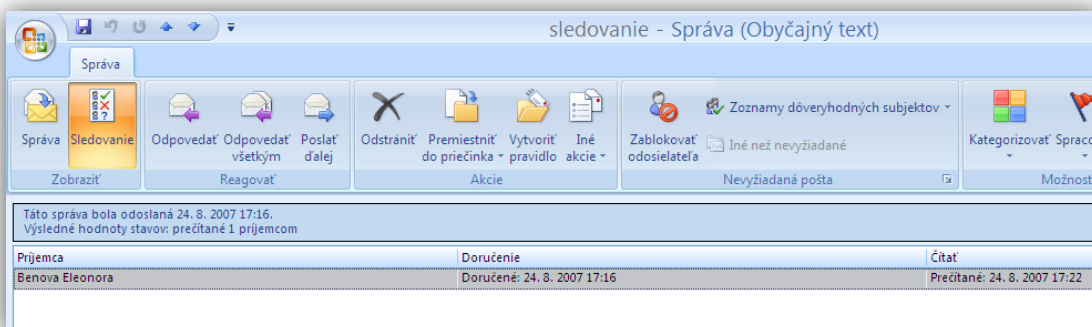 sledovanie - Správa (Obyčajný text)
Správa
Správa
Sledovanie
Odpovedať
Odpovedať
všetkým
Poslať
ďalej
Odstrániť
Premiestniť
do priečinka
Vytvoriť
pravidlo
Iné
akcie
Zablokovať
odosielateľa
Zoznamy dôveryhodných subjektov
Iné než nevyžiadané
Kategorizovať
Zobraziť
Reagovať
Akcie
Nevyžiadaná pošta
Táto správa bola odoslaná 24. 8. 2007 17:16.
Výsledné hodnoty stavov: prečítané 1 príjemcom
Príjemca Doručenie Čítať
Benova Eleonora Doručené: 24. 8. 2007 17:16 Prečítané: 24. 8. 2007 17:22